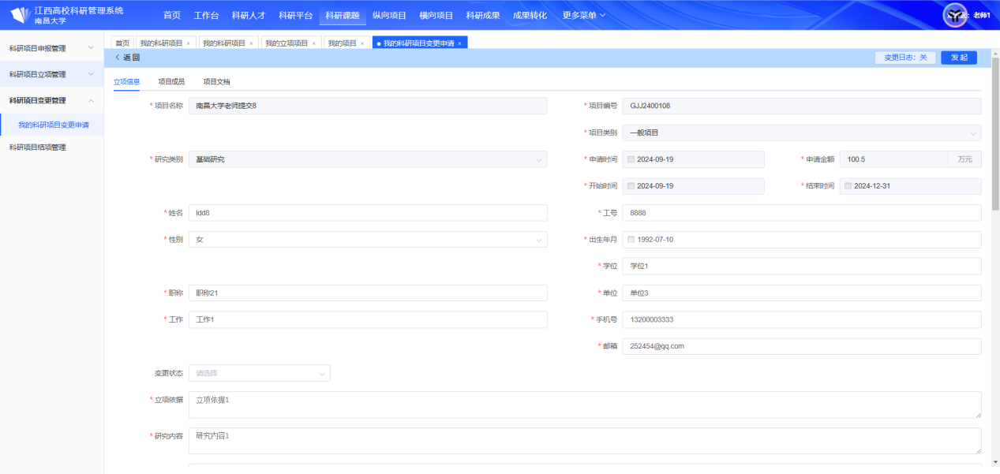 江西高校科研管理系统
南昌大学
首页 工作台 科研人才 科研平台 科研课题 纵向项目 横向项目 科研成果 成果转化 更多菜单
老师1
科研项目申报管理
科研项目立项管理
科研项目变更管理
我的科研项目变更申请
科研项目结项管理
首页 我的科研项目 × 我的科研项目 × 我的立项项目 × 我的项目 × 我的科研项目变更申请 ×
返回
变更日志：关 发起
立项信息 项目成员 项目文档
* 项目名称 南昌大学老师提交8 * 项目编号 GJJ2400108
* 项目类别 一般项目
* 研究类别 基础研究 * 申请时间 2024-09-19 * 申请金额 100.5 万元
* 开始时间 2024-09-19 * 结束时间 2024-12-31
* 姓名 ldd8 * 工号 8888
* 性别 女 * 出生年月 1992-07-10
* 学位 学位1
* 职称 职称21 * 单位 单位3
* 工作 工作1 * 手机号 13200003333
* 邮箱 252454@qq.com
变更状态 请选择
* 立项依据 立项依据1
* 研究内容 研究内容1